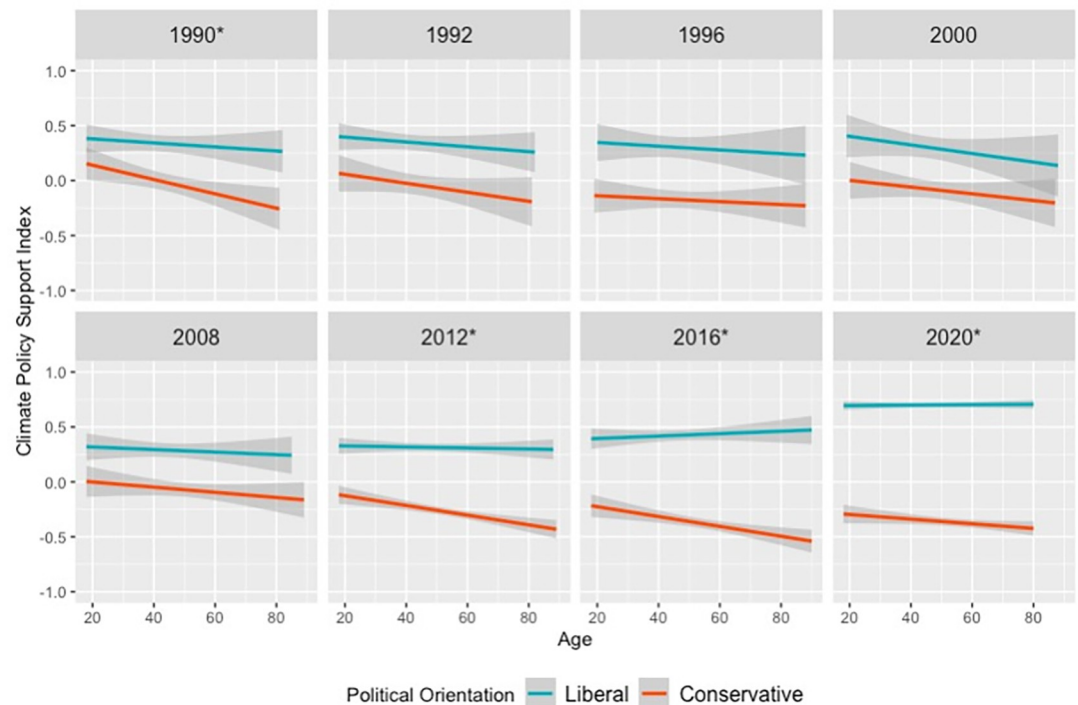 1990* 1992 1996 2000
1.0
0.5
0.0
-0.5
-1.0
2008 2012* 2016* 2020*
1.0
0.5
0.0
-0.5
-1.0
20 40 60 80 20 40 60 80 20 40 60 80 20 40 60 80
Climate Policy Support Index
Age
Political Orientation Liberal Conservative